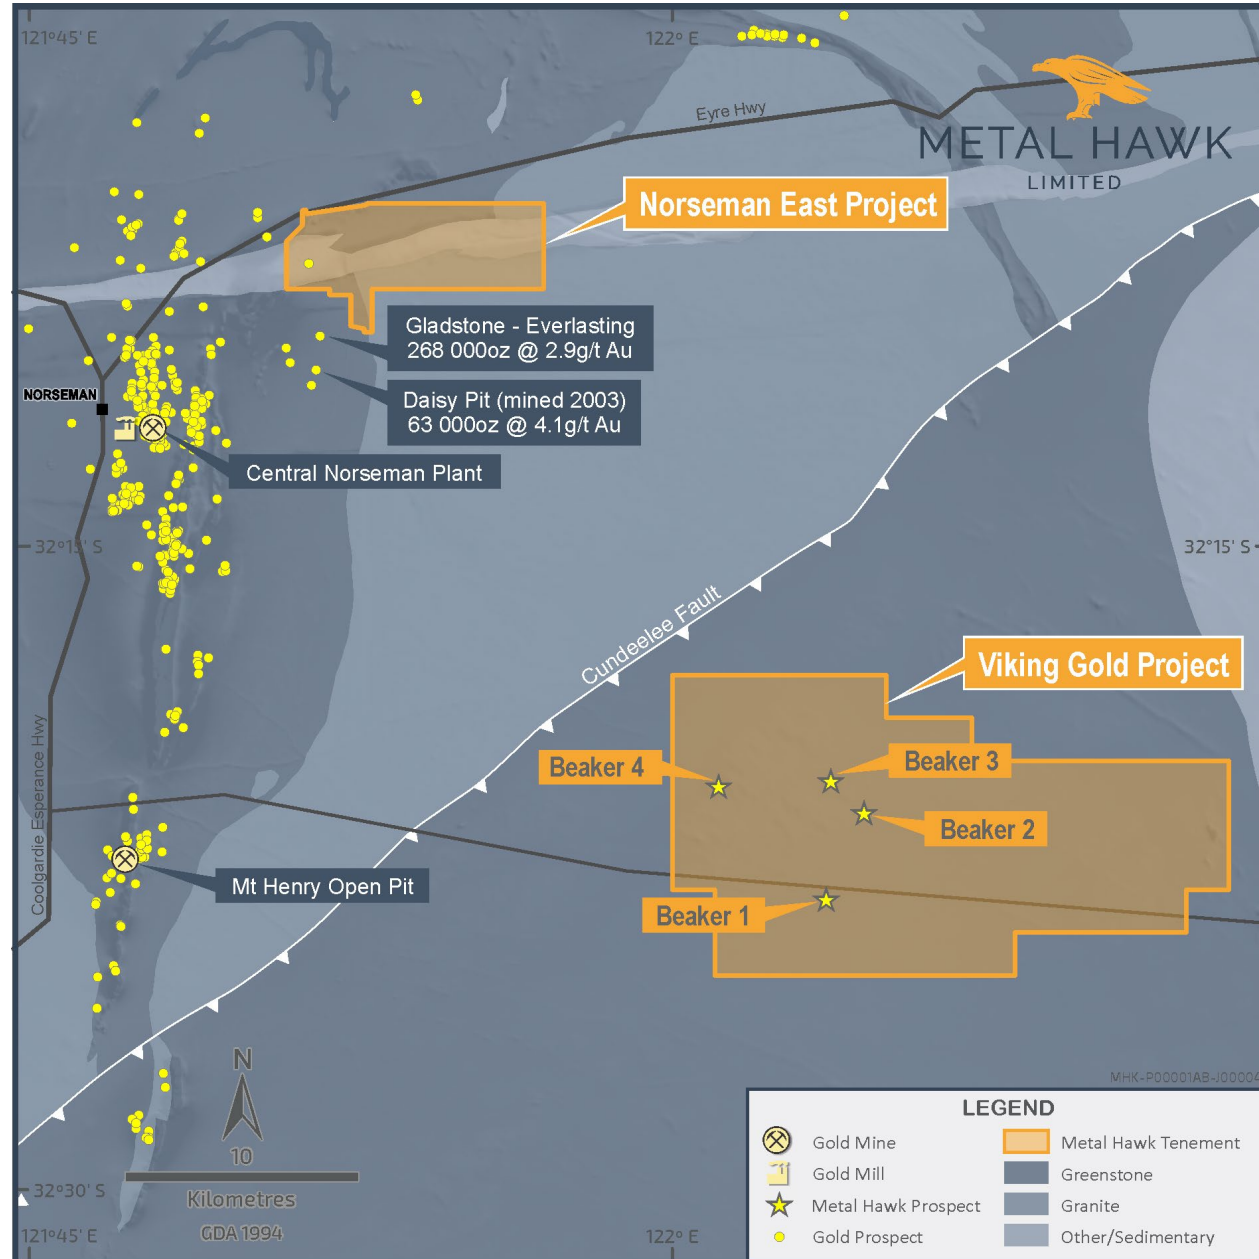 121°45' E
122° E
Eyre Hwy
METAL HAWK
LIMITED
Norseman East Project
Gladstone - Everlasting
268 000oz @ 2.9g/t Au
NORSEMAN
Daisy Pit (mined 2003)
63 000oz @ 4.1g/t Au
Central Norseman Plant
32°15' S
32°15' S
Cundeelee Fault
Viking Gold Project
Coolgardie Esperance Hwy
Beaker 4
Beaker 3
Beaker 2
Mt Henry Open Pit
Beaker 1
N
10
Kilometres
GDA 1994
32°30' S
121°45' E
122° E
MHK-P00001AB-J00004
LEGEND
Gold Mine
Gold Mill
Metal Hawk Prospect
Gold Prospect
Metal Hawk Tenement
Greenstone
Granite
Other/Sedimentary